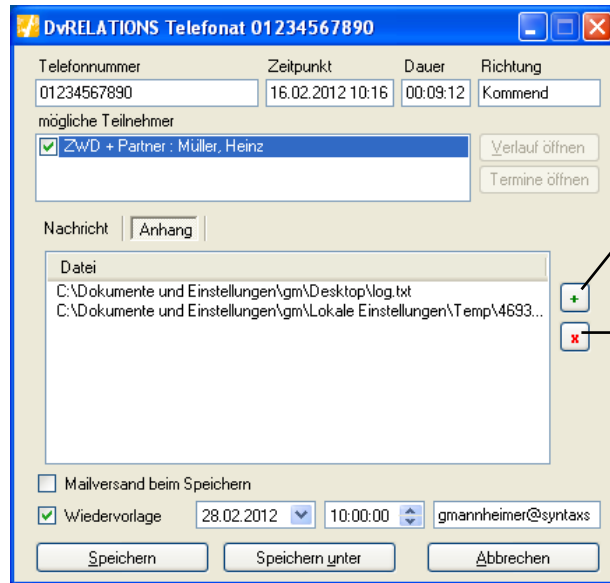 DvRELATIONS Telefonat 01234567890
Telefonnummer Zeitpunkt Dauer Richtung
01234567890 16.02.2012 10:16 00:09:12 Kommend
mögliche Teilnehmer
ZWD + Partner : Müller, Heinz
Verlauf öffnen
Termine öffnen
Nachricht Anhang
Datei
C:\Dokumente und Einstellungen\gm\Desktop\log.txt
C:\Dokumente und Einstellungen\gm\Lokale Einstellungen\Temp\4693...
+
x
Mailversand beim Speichern
Wiedervorlage 28.02.2012 10:00:00 gmannheimer@syntaxs
Speichern Speichern unter Abbrechen